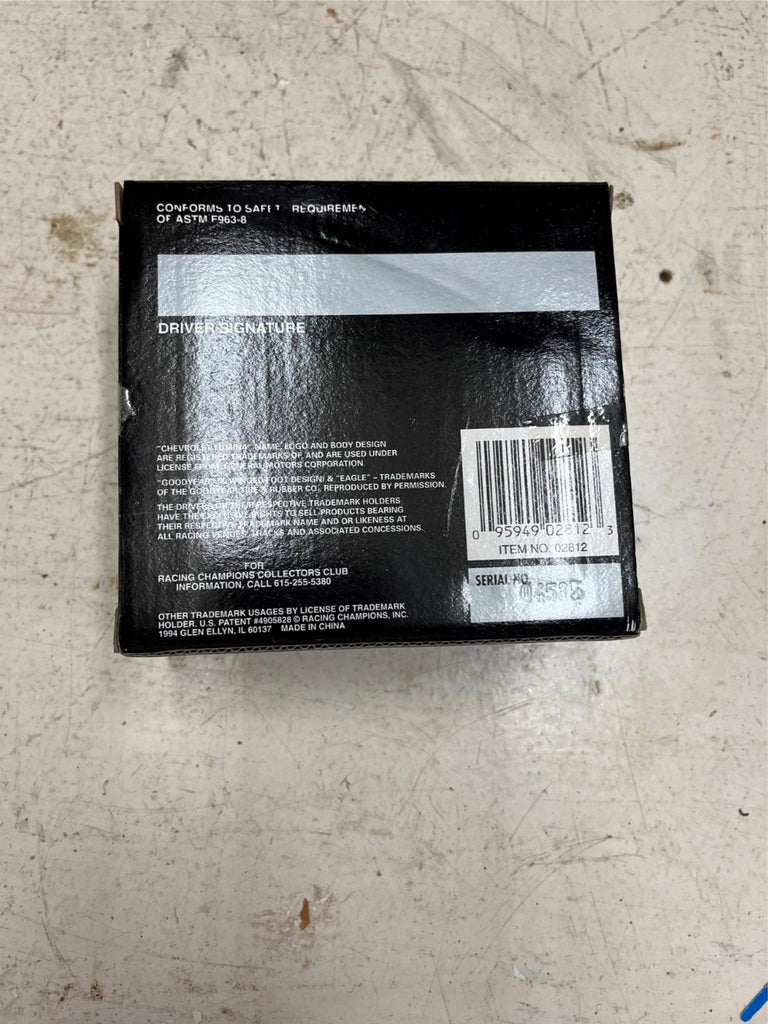 CONFORMS TO SAFET REQUIREMEN
OF ASTM F963-8
DRIVER SIGNATURE
"CHEVROLET LUMINA" NAME, LOGO AND BODY DESIGN
ARE REGISTERED TRADEMARKS OF, AND ARE USED UNDER
LICENSE FROM, GENERAL MOTORS CORPORATION.
"GOODYEAR (& WINGED FOOT DESIGN) & "EAGLE" – TRADEMARKS
OF THE GOODYEAR TIRE & RUBBER CO., REPRODUCED BY PERMISSION.
THE DRIVERS OR THEIR RESPECTIVE TRADEMARK HOLDERS
HAVE THE EXCLUSIVE RIGHTS TO SELL PRODUCTS BEARING
THEIR RESPECTIVE TRADEMARK NAME AND OR LIKENESS AT
ALL RACING VENUES, TRACKS AND ASSOCIATED CONCESSIONS.
FOR
RACING CHAMPIONS COLLECTORS CLUB
INFORMATION, CALL 615-255-5380
OTHER TRADEMARK USAGES BY LICENSE OF TRADEMARK
HOLDER. U.S. PATENT #4905828 © RACING CHAMPIONS, INC.
1994 GLEN ELLYN, IL 60137 MADE IN CHINA
0 95949 02812 3
ITEM NO. 02812
SERIAL NO.